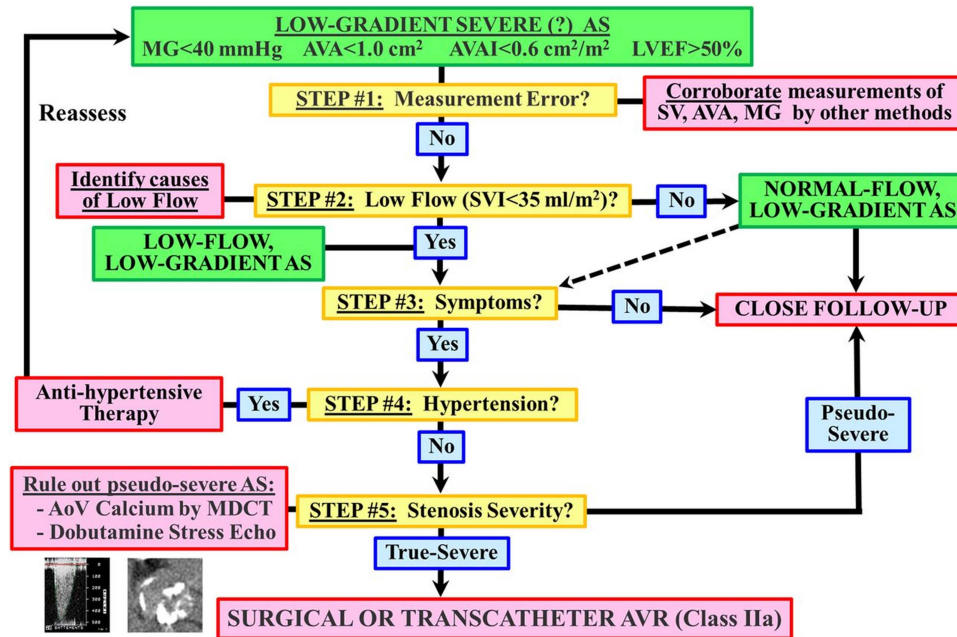 LOW-GRADIENT SEVERE (?) AS
MG<40 mmHg AVA<1.0 cm² AVAI<0.6 cm²/m² LVEF>50%
Reassess
STEP #1: Measurement Error?
Corroborate measurements of
SV, AVA, MG by other methods
No
Identify causes
of Low Flow
STEP #2: Low Flow (SVI<35 ml/m²)?
No
NORMAL-FLOW,
LOW-GRADIENT AS
LOW-FLOW,
LOW-GRADIENT AS
Yes
STEP #3: Symptoms?
No
CLOSE FOLLOW-UP
Yes
Anti-hypertensive
Therapy
Yes
STEP #4: Hypertension?
Pseudo-
Severe
No
Rule out pseudo-severe AS:
- AoV Calcium by MDCT
- Dobutamine Stress Echo
STEP #5: Stenosis Severity?
True-Severe
SURGICAL OR TRANSCATHETER AVR (Class IIa)